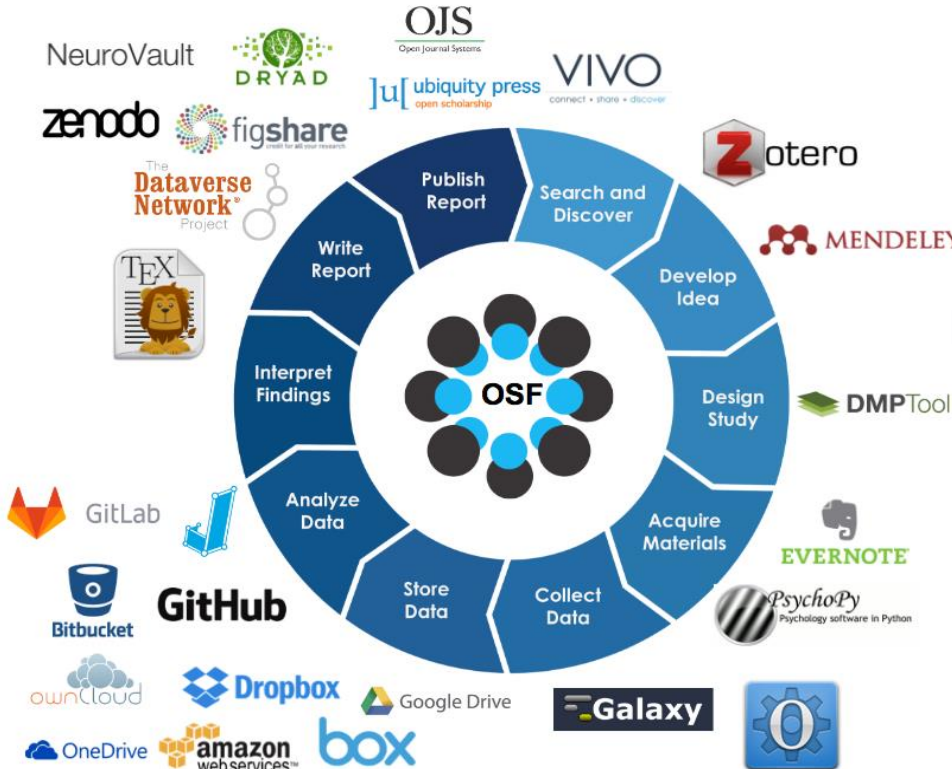 OJS
Open Journal Systems
NeuroVault
DRYAD
]u[ ubiquity press
open scholarship
VIVO
connect • share • discover
zenodo
figshare
credit for all your research
Zotero
The
Dataverse
Network®
Project
MENDELEY
TEX
Publish
Report
Search and
Discover
Write
Report
Develop
Idea
Interpret
Findings
OSF
Design
Study
DMPTool
Analyze
Data
Acquire
Materials
Store
Data
Collect
Data
GitLab
EVERNOTE
Bitbucket
GitHub
PsychoPy
Psychology software in Python
ownCloud
Dropbox
Google Drive
Galaxy
O
OneDrive
amazon
webservices™
box